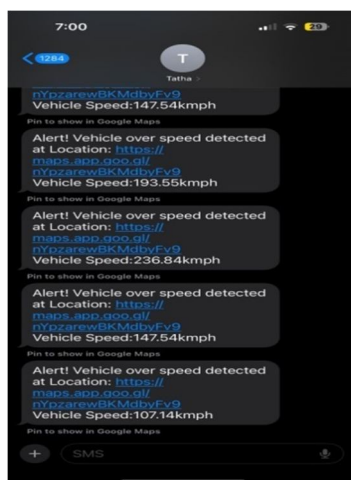 7:00
29
1264
T
Tatha
nYpzarewBKMdbyFv9
Vehicle Speed:147.54kmph
Pin to show in Google Maps
Alert! Vehicle over speed detected
at Location: https://
maps.app.goo.gl/
nYpzarewBKMdbyFv9
Vehicle Speed:193.55kmph
Pin to show in Google Maps
Alert! Vehicle over speed detected
at Location: https://
maps.app.goo.gl/
nYpzarewBKMdbyFv9
Vehicle Speed:236.84kmph
Pin to show in Google Maps
Alert! Vehicle over speed detected
at Location: https://
maps.app.goo.gl/
nYpzarewBKMdbyFv9
Vehicle Speed:147.54kmph
Pin to show in Google Maps
Alert! Vehicle over speed detected
at Location: https://
maps.app.goo.gl/
nYpzarewBKMdbyFv9
Vehicle Speed:107.14kmph
Pin to show in Google Maps
SMS